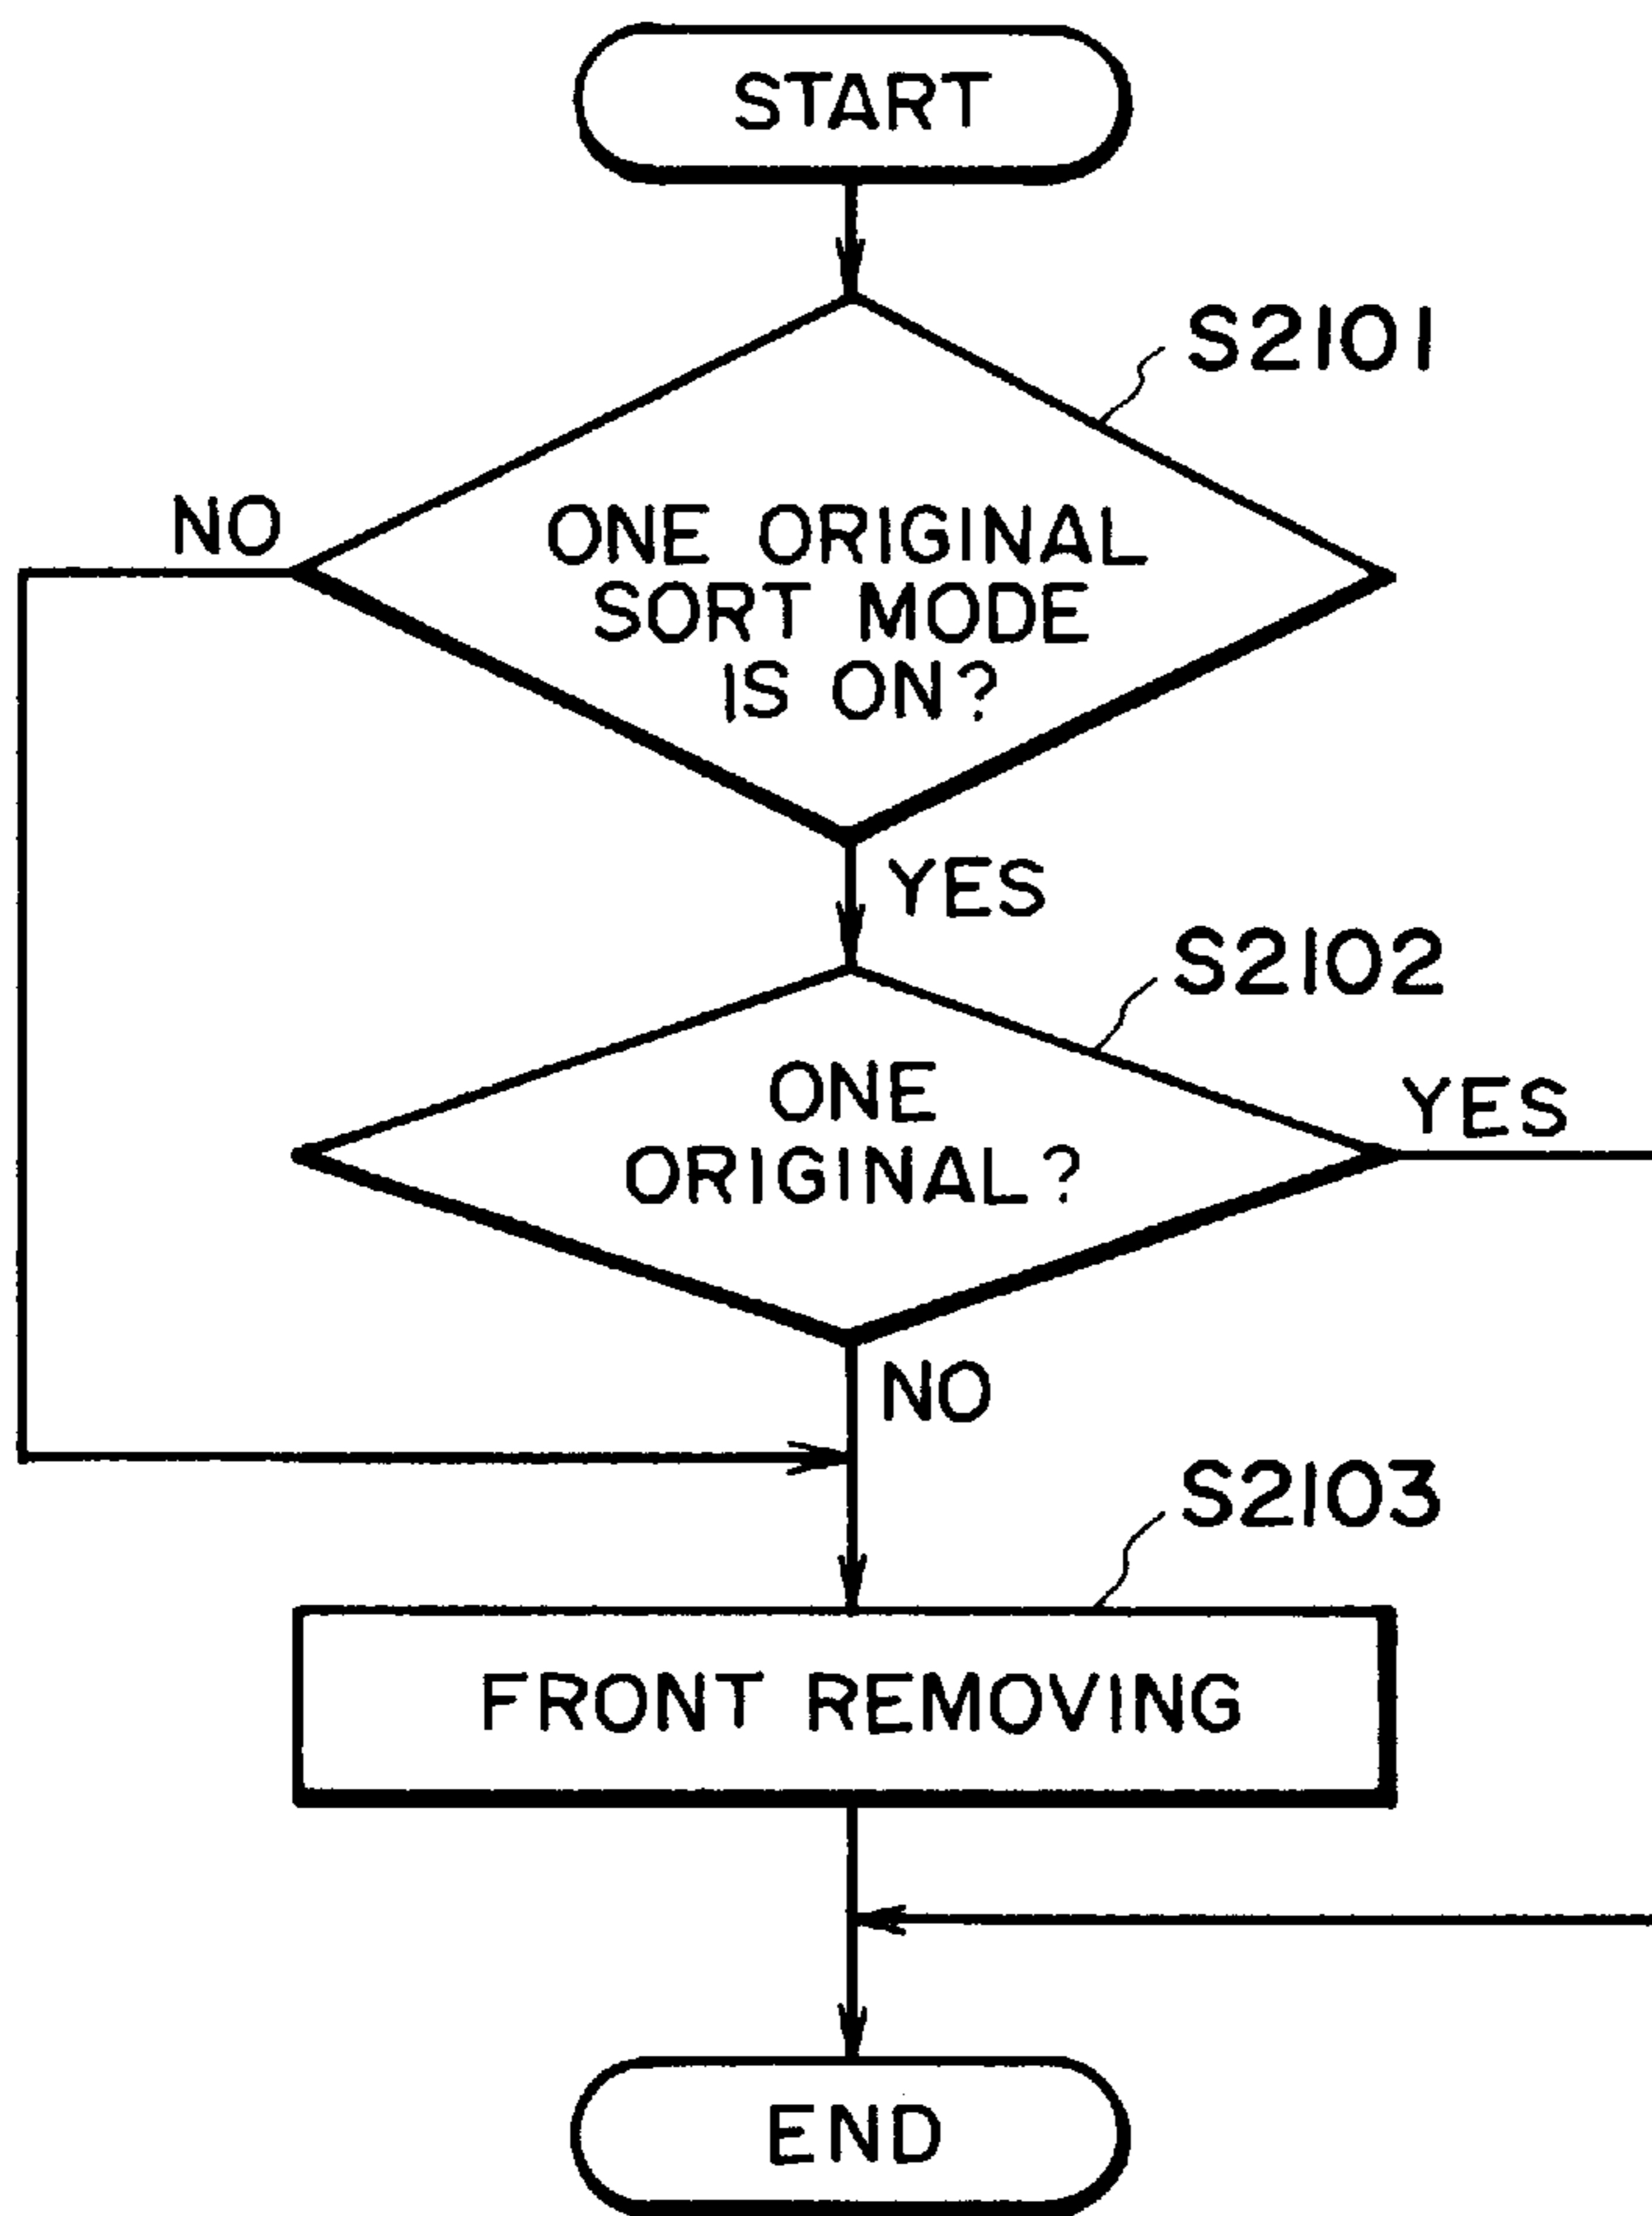 START
S2101
NO
ONE ORIGINAL
SORT MODE
IS ON?
YES
S2102
ONE
ORIGINAL?
YES
NO
S2103
FRONT REMOVING
END